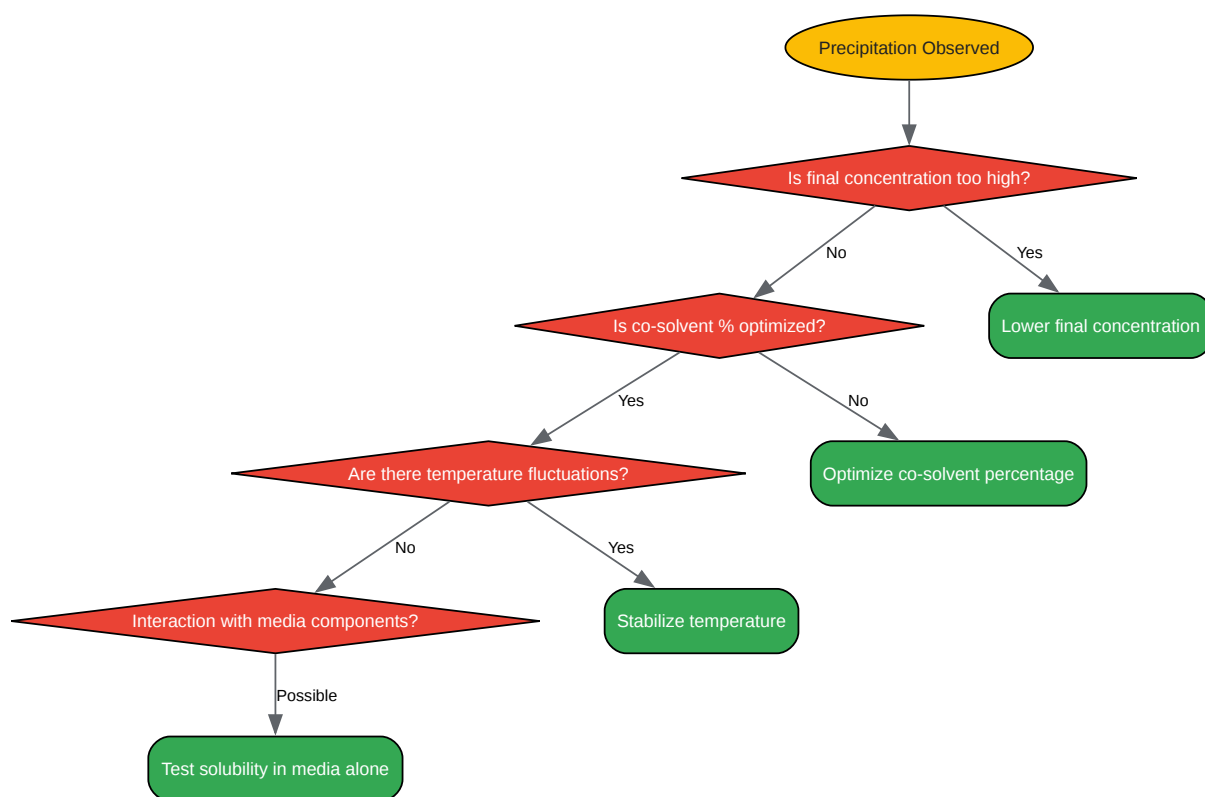 Precipitation Observed
Is final concentration too high?
No
Yes
Is co-solvent % optimized?
Lower final concentration
Yes
No
Are there temperature fluctuations?
Optimize co-solvent percentage
No
Yes
Interaction with media components?
Stabilize temperature
Possible
Test solubility in media alone